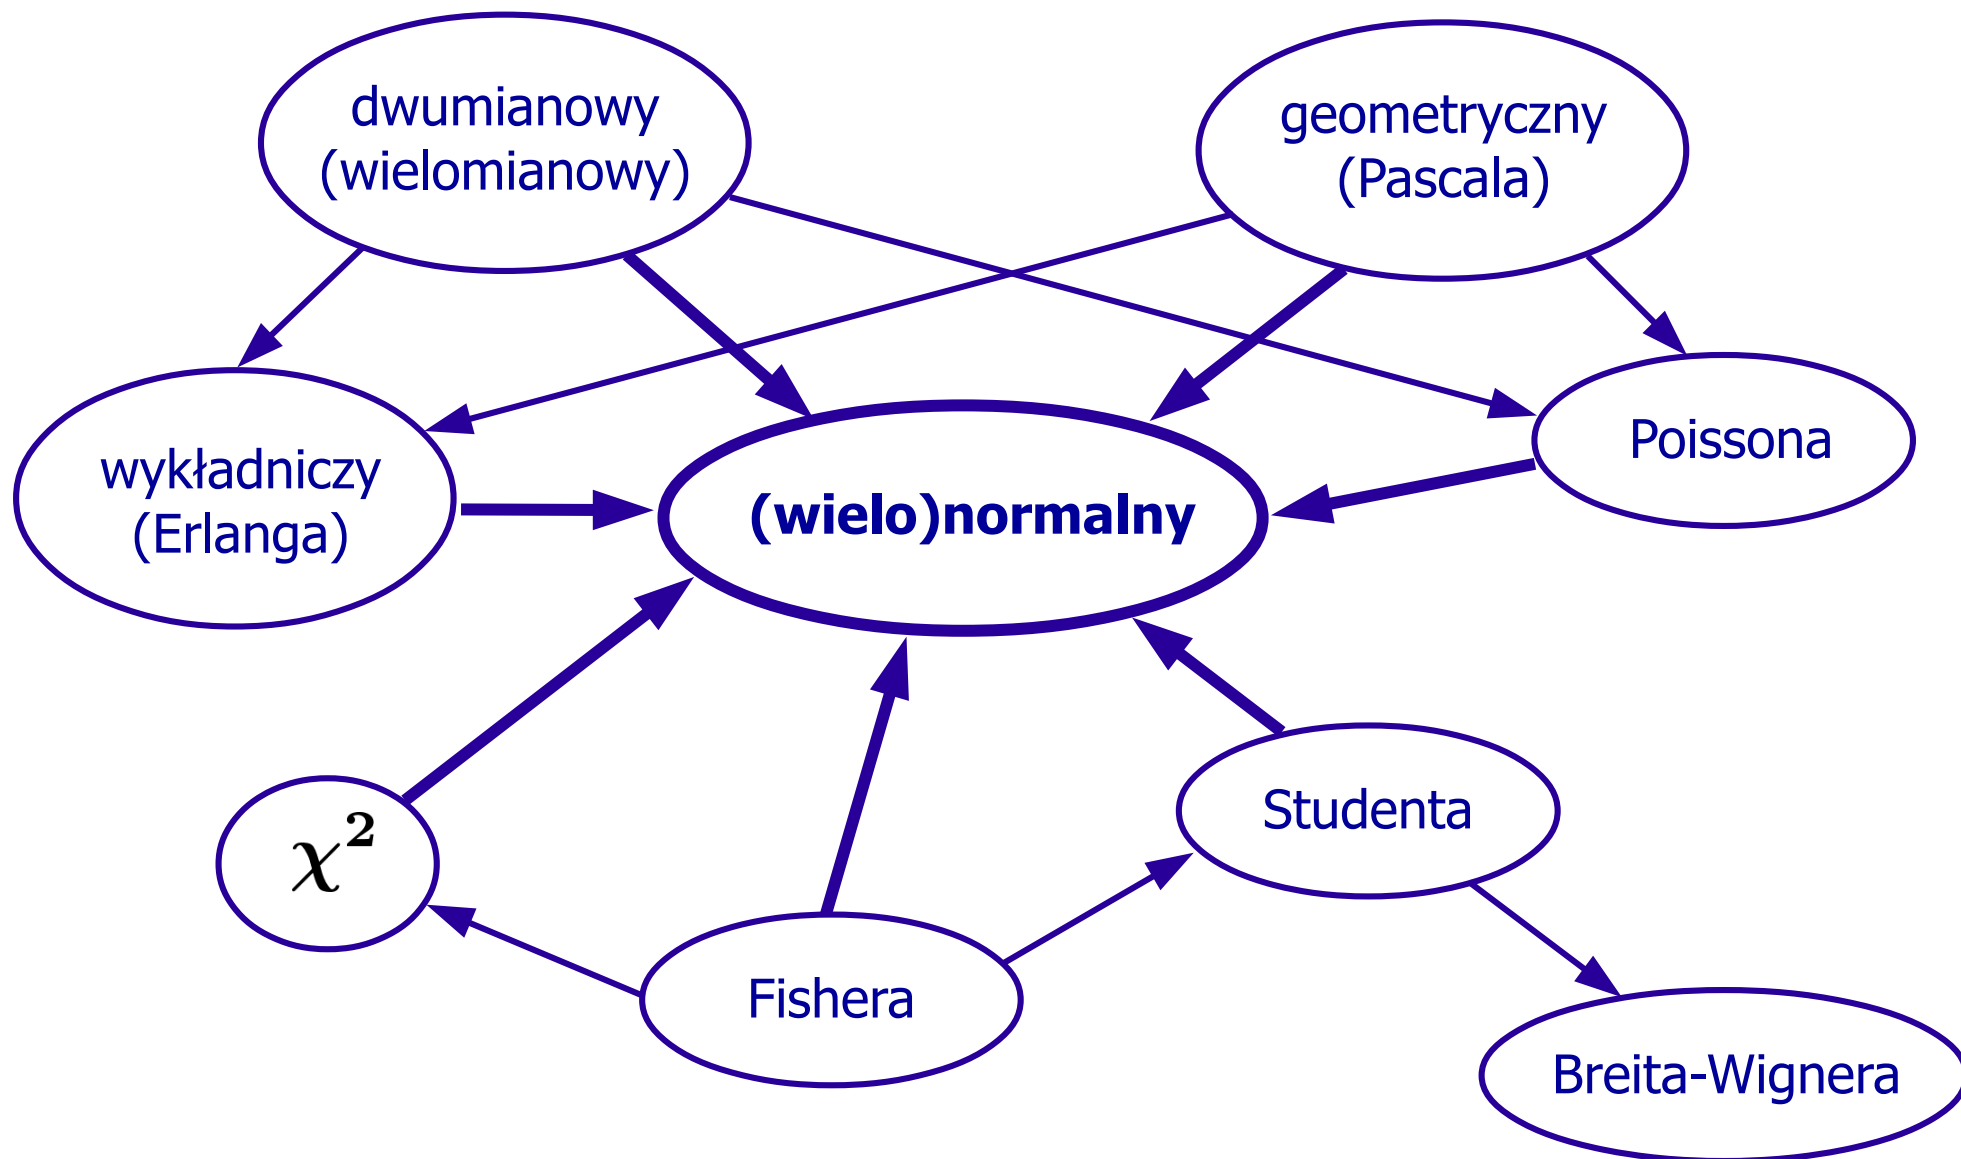 dwumianowy
(wielomianowy)
geometryczny
(Pascala)
wykładniczy
(Erlanga)
(wielo)normalny
Poissona
χ²
Studenta
Fishera
Breita-Wignera